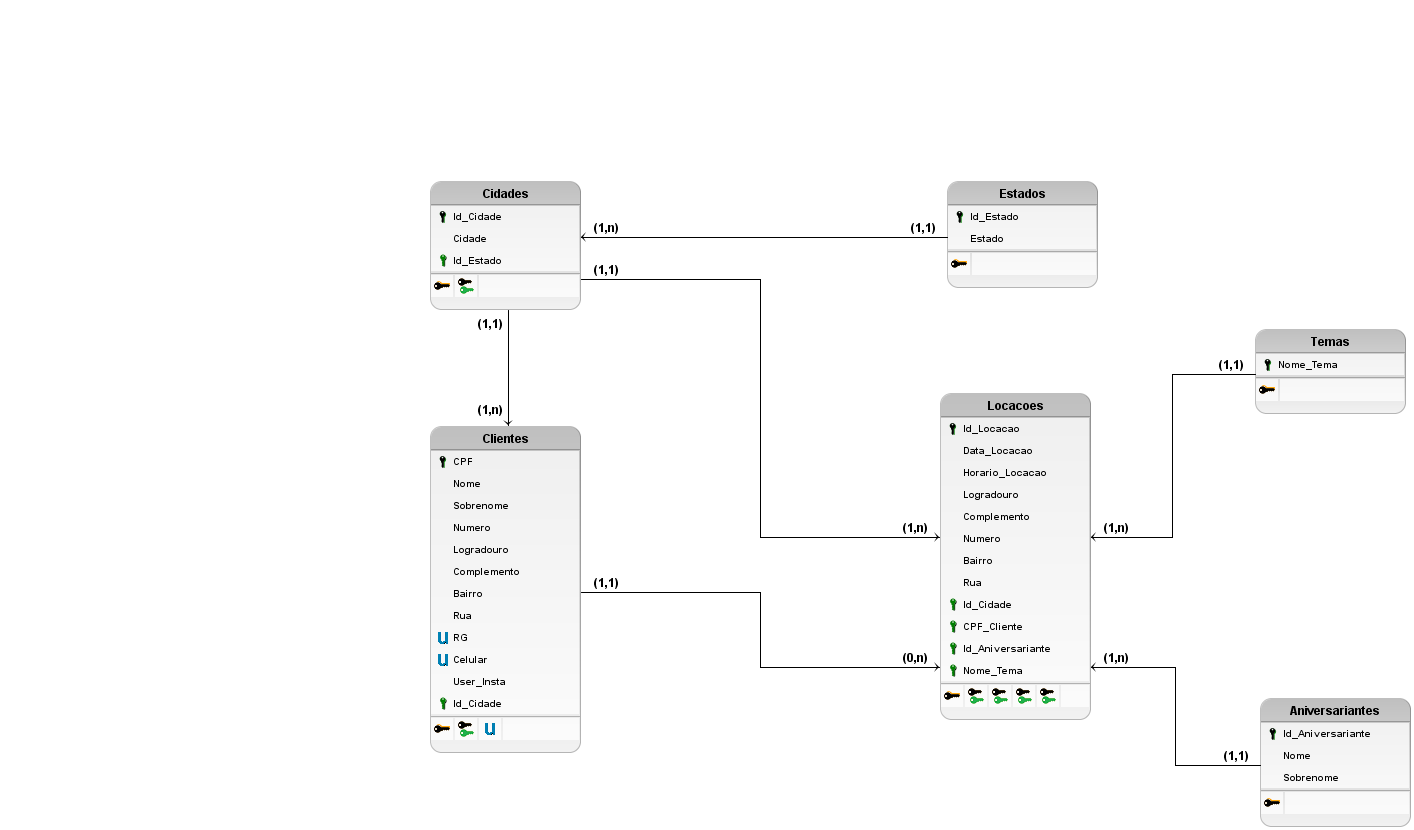 Cidades
Id_Cidade
Cidade
Id_Estado
Estados
Id_Estado
Estado
(1,n)
(1,1)
(1,1)
(1,1)
(1,n)
Clientes
CPF
Nome
Sobrenome
Numero
Logradouro
Complemento
Bairro
Rua
u RG
u Celular
User_Insta
Id_Cidade
u
(1,1)
(1,n)
(0,n)
Locacoes
Id_Locacao
Data_Locacao
Horario_Locacao
Logradouro
Complemento
Numero
Bairro
Rua
Id_Cidade
CPF_Cliente
Id_Aniversariante
Nome_Tema
Temas
Nome_Tema
(1,1)
(1,n)
(1,n)
(1,1)
Aniversariantes
Id_Aniversariante
Nome
Sobrenome